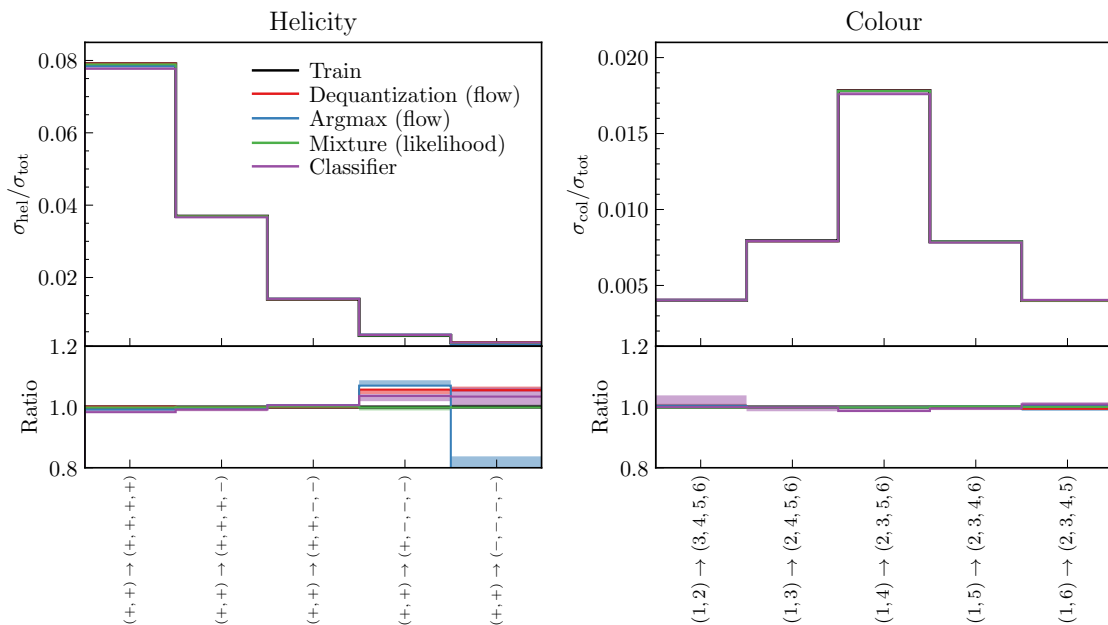 Helicity
0.08
0.06
0.04
0.02
σhel/σtot
Train
Dequantization (flow)
Argmax (flow)
Mixture (likelihood)
Classifier
1.2
1.0
0.8
Ratio
(+, +) → (+, +, +, +)
(+, +) → (+, +, +, −)
(+, +) → (+, +, −, −)
(+, +) → (+, −, −, −)
(+, +) → (−, −, −, −)
Colour
0.020
0.015
0.010
0.005
σcol/σtot
1.2
1.0
0.8
Ratio
(1, 2) → (3, 4, 5, 6)
(1, 3) → (2, 4, 5, 6)
(1, 4) → (2, 3, 5, 6)
(1, 5) → (2, 3, 4, 6)
(1, 6) → (2, 3, 4, 5)